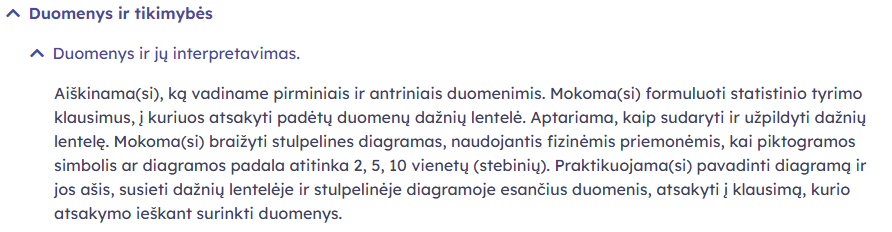 Duomenys ir tikimybės
Duomenys ir jų interpretavimas.
Aiškinama(si), ką vadiname pirminiais ir antriniais duomenimis. Mokoma(si) formuluoti statistinio tyrimo
klausimus, į kuriuos atsakyti padėtų duomenų dažnių lentelė. Aptariama, kaip sudaryti ir užpildyti dažnių
lentelę. Mokoma(si) braižyti stulpelines diagramas, naudojantis fizinėmis priemonėmis, kai piktogramos
simbolis ar diagramos padala atitinka 2, 5, 10 vienetų (stebinių). Praktikuojama(si) pavadinti diagramą ir
jos ašis, susieti dažnių lentelėje ir stulpelinėje diagramoje esančius duomenis, atsakyti į klausimą, kurio
atsakymo ieškant surinkti duomenys.